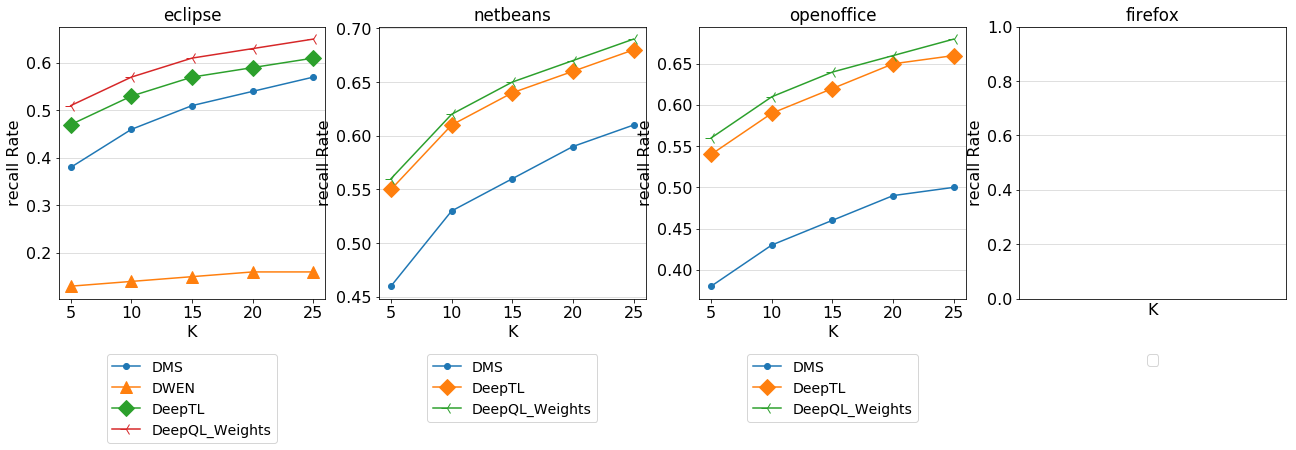 eclipse
recall Rate
0.6
0.5
0.4
0.3
0.2
5 10 15 20 25
K
DMS
DWEN
DeepTL
DeepQL_Weights
netbeans
recall Rate
0.70
0.65
0.60
0.55
0.50
0.45
5 10 15 20 25
K
DMS
DeepTL
DeepQL_Weights
openoffice
recall Rate
0.65
0.60
0.55
0.50
0.45
0.40
5 10 15 20 25
K
DMS
DeepTL
DeepQL_Weights
firefox
recall Rate
1.0
0.8
0.6
0.4
0.2
0.0
K